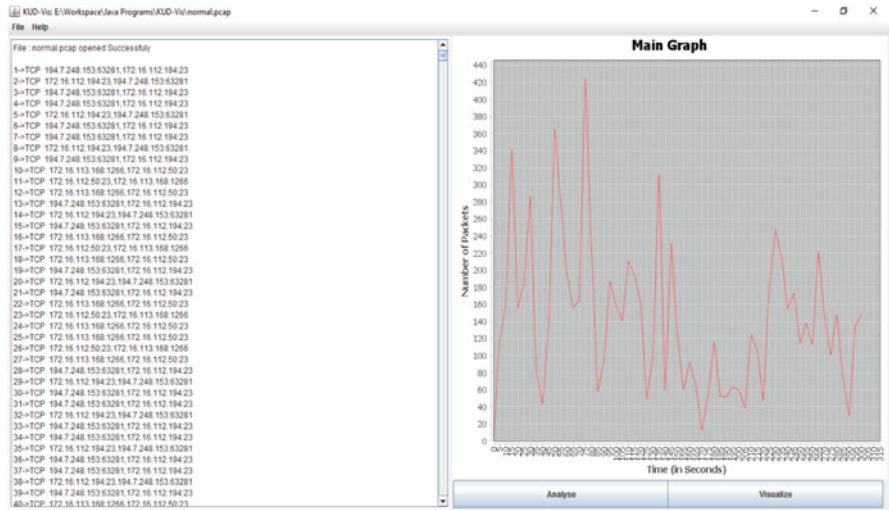 KUD-Vis: E:\Workspace\Java Programs\KUD-Vis\normal.pcap
File Help
File : normal.pcap opened Successfuly
1->TCP 194.7.248.153:63281,172.16.112.194:23
2->TCP 172.16.112.194:23,194.7.248.153:63281
3->TCP 194.7.248.153:63281,172.16.112.194:23
4->TCP 194.7.248.153:63281,172.16.112.194:23
5->TCP 172.16.112.194:23,194.7.248.153:63281
6->TCP 194.7.248.153:63281,172.16.112.194:23
7->TCP 194.7.248.153:63281,172.16.112.194:23
8->TCP 172.16.112.194:23,194.7.248.153:63281
9->TCP 194.7.248.153:63281,172.16.112.194:23
10->TCP 172.16.113.168:1266,172.16.112.50:23
11->TCP 172.16.112.50:23,172.16.113.168:1266
12->TCP 172.16.113.168:1266,172.16.112.50:23
13->TCP 194.7.248.153:63281,172.16.112.194:23
14->TCP 172.16.112.194:23,194.7.248.153:63281
15->TCP 194.7.248.153:63281,172.16.112.194:23
16->TCP 172.16.113.168:1266,172.16.112.50:23
17->TCP 172.16.112.50:23,172.16.113.168:1266
18->TCP 172.16.113.168:1266,172.16.112.50:23
19->TCP 194.7.248.153:63281,172.16.112.194:23
20->TCP 172.16.112.194:23,194.7.248.153:63281
21->TCP 194.7.248.153:63281,172.16.112.194:23
22->TCP 172.16.113.168:1266,172.16.112.50:23
23->TCP 172.16.112.50:23,172.16.113.168:1266
24->TCP 172.16.113.168:1266,172.16.112.50:23
25->TCP 172.16.113.168:1266,172.16.112.50:23
26->TCP 172.16.112.50:23,172.16.113.168:1266
27->TCP 172.16.113.168:1266,172.16.112.50:23
28->TCP 194.7.248.153:63281,172.16.112.194:23
29->TCP 172.16.112.194:23,194.7.248.153:63281
30->TCP 194.7.248.153:63281,172.16.112.194:23
31->TCP 194.7.248.153:63281,172.16.112.194:23
32->TCP 172.16.112.194:23,194.7.248.153:63281
33->TCP 194.7.248.153:63281,172.16.112.194:23
34->TCP 194.7.248.153:63281,172.16.112.194:23
35->TCP 172.16.112.194:23,194.7.248.153:63281
36->TCP 194.7.248.153:63281,172.16.112.194:23
37->TCP 194.7.248.153:63281,172.16.112.194:23
38->TCP 172.16.112.194:23,194.7.248.153:63281
39->TCP 194.7.248.153:63281,172.16.112.194:23
40->TCP 172.16.113.168:1266,172.16.112.50:23
Main Graph
Number of Packets
440
420
400
380
360
340
320
300
280
260
240
220
200
180
160
140
120
100
80
60
40
20
0
Time (in Seconds)
Analyse
Visualize